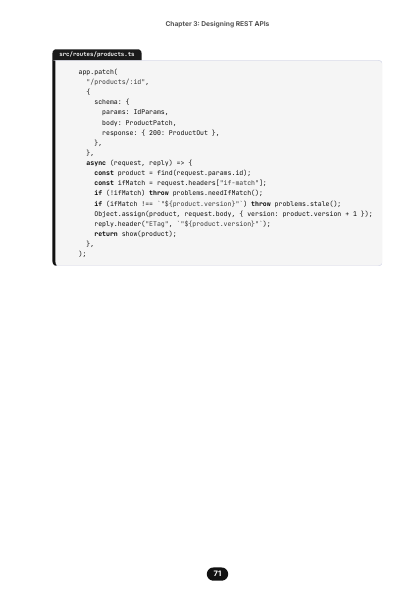 Chapter 3: Designing REST APIs
src/routes/products.ts
app.patch(
  "/products/:id",
  {
    schema: {
      params: IdParams,
      body: ProductPatch,
      response: { 200: ProductOut },
    },
  },
  async (request, reply) => {
    const product = find(request.params.id);
    const ifMatch = request.headers["if-match"];
    if (!ifMatch) throw problems.needIfMatch();
    if (ifMatch !== `"${product.version}"`) throw problems.stale();
    Object.assign(product, request.body, { version: product.version + 1 });
    reply.header("ETag", `"${product.version}"`);
    return show(product);
  },
);
71